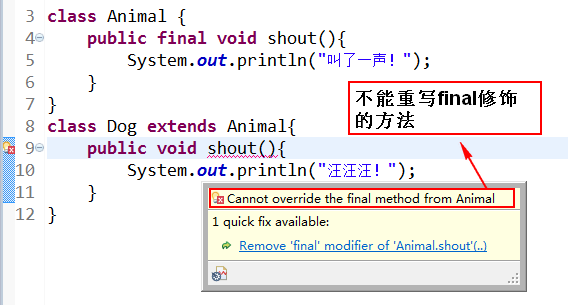 3 class Animal {
4 public final void shout(){
5 System.out.println("叫了一声！");
6 }
7 }
8 class Dog extends Animal{
9 public void shout(){
10 System.out.println("汪汪汪！");
11 }
12 }
不能重写final修饰
的方法
Cannot override the final method from Animal
1 quick fix available:
Remove 'final' modifier of 'Animal.shout'(..)